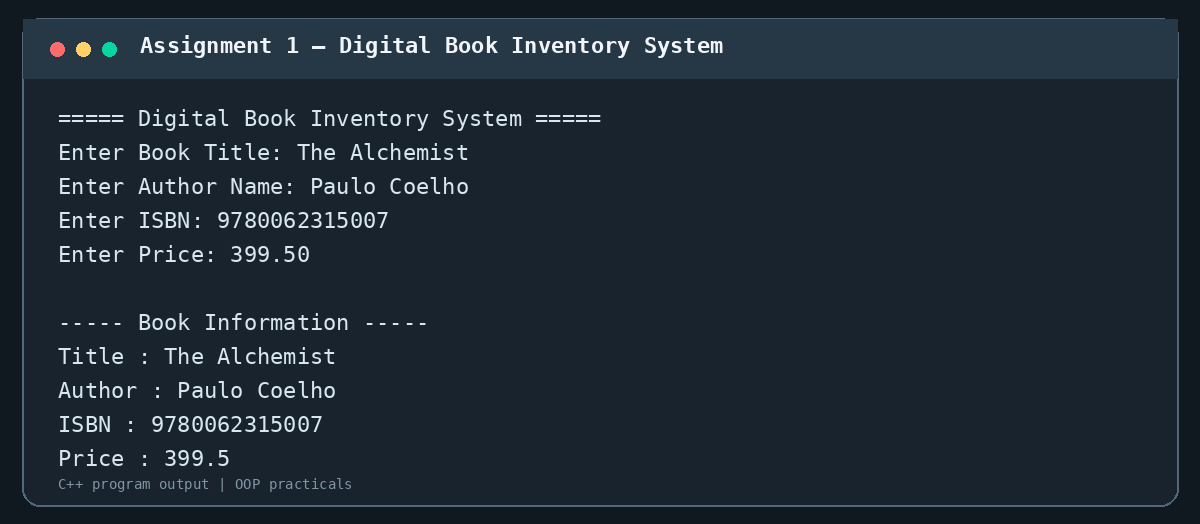 Assignment 1 — Digital Book Inventory System
===== Digital Book Inventory System =====
Enter Book Title: The Alchemist
Enter Author Name: Paulo Coelho
Enter ISBN: 9780062315007
Enter Price: 399.50
----- Book Information -----
Title : The Alchemist
Author : Paulo Coelho
ISBN : 9780062315007
Price : 399.5
C++ program output | OOP practicals